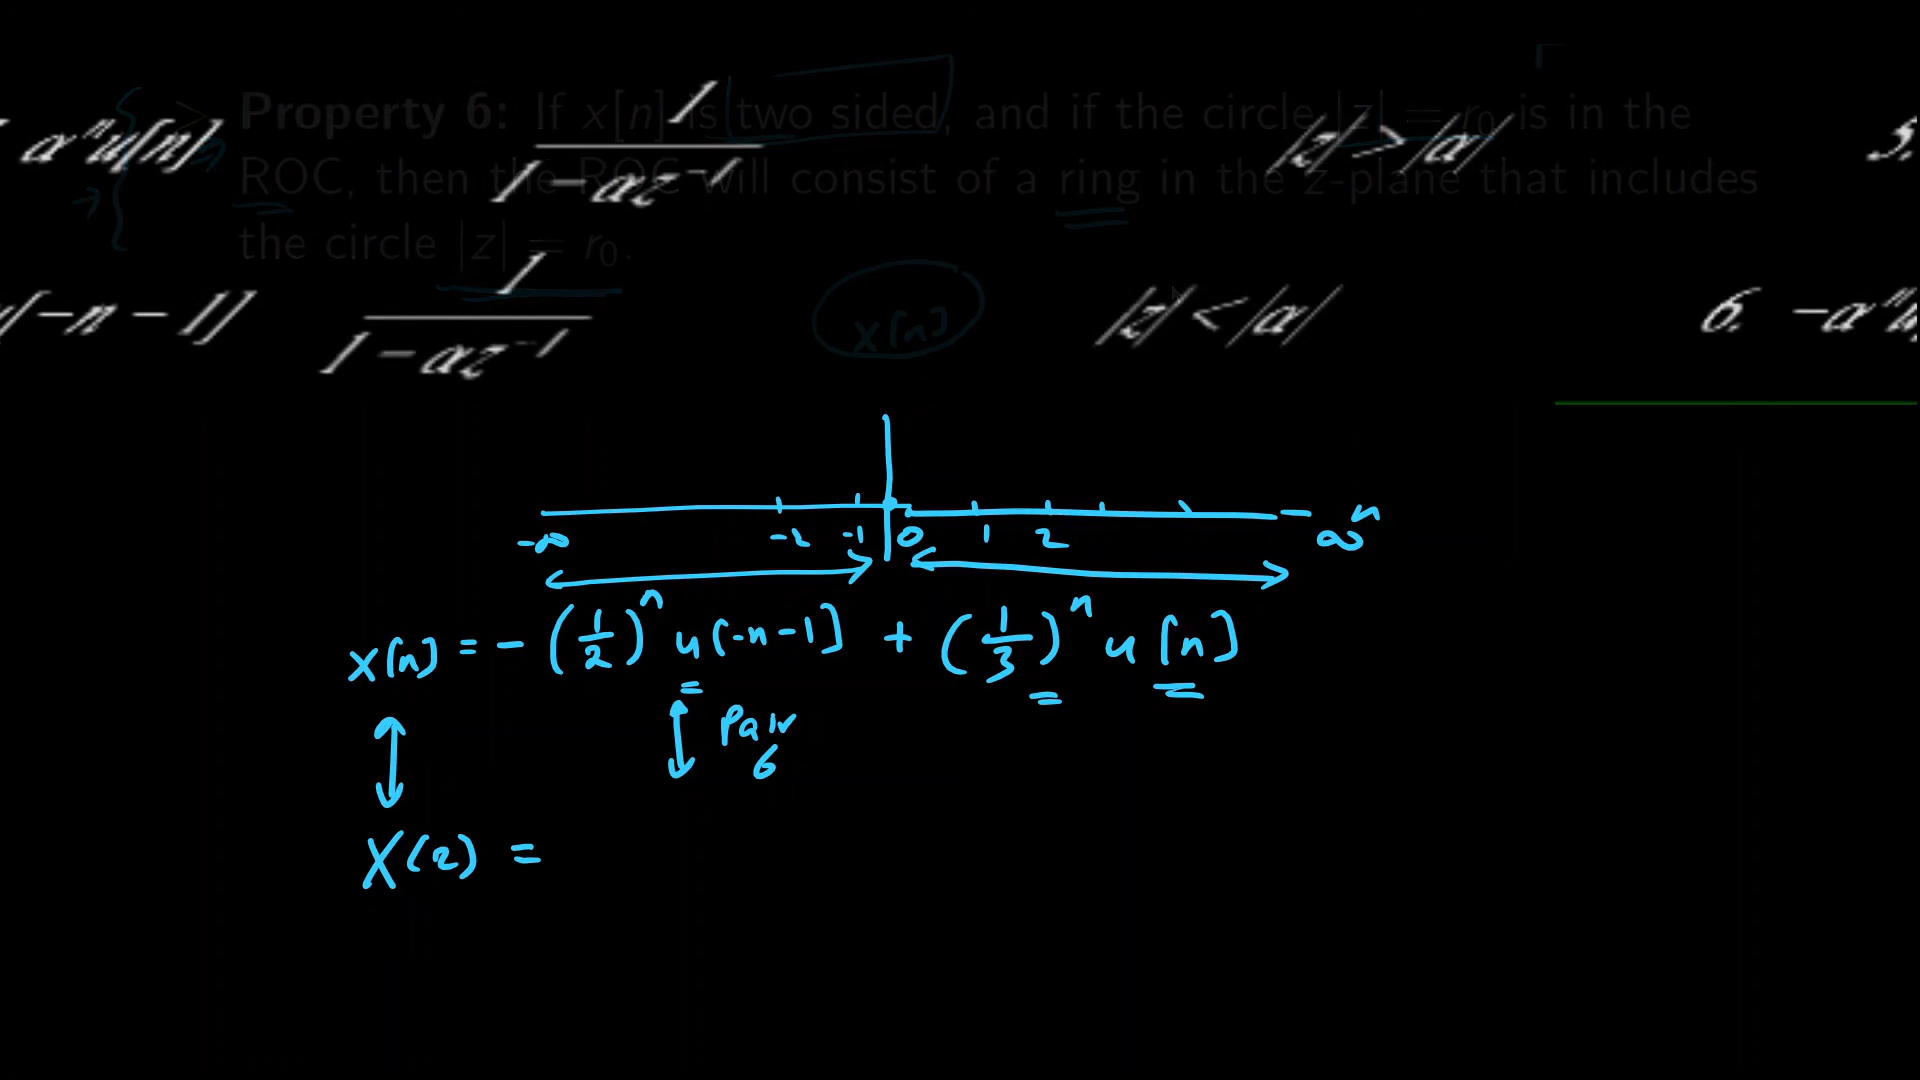 Property 6: If x[n] is two sided, and if the circle |z| = r₀ is in the
ROC, then the ROC will consist of a ring in the z-plane that includes
the circle |z| = r₀.
αⁿu[n] 1/(1 − αz⁻¹) |z| > |α| 5.
[−n − 1] 1/(1 − αz⁻¹) |z| < |α| 6. −αⁿu
x[n]
-∞ -2 -1 0 1 2 ∞ n
x[n] = -(1/2)ⁿ u[-n-1] + (1/3)ⁿ u[n]
Pair
6
X(z) =